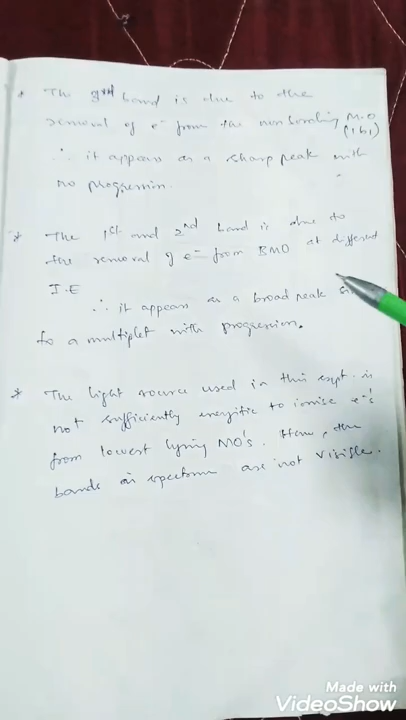 * The 3rd band is due to the
removal of e- from the nonbonding M.O
(1b1)
∴ it appears as a sharp peak with
no progression.
* The 1st and 2nd band is due to
the removal of e- from BMO at different
I.E
∴ it appears as a broad peak
to a multiplet with progression.
* The light source used in this expt. is
not sufficiently energitic to ionise e-'s
from lowest lying MO's. Hence, the
bands in spectrum are not visible.
Made with
VideoShow